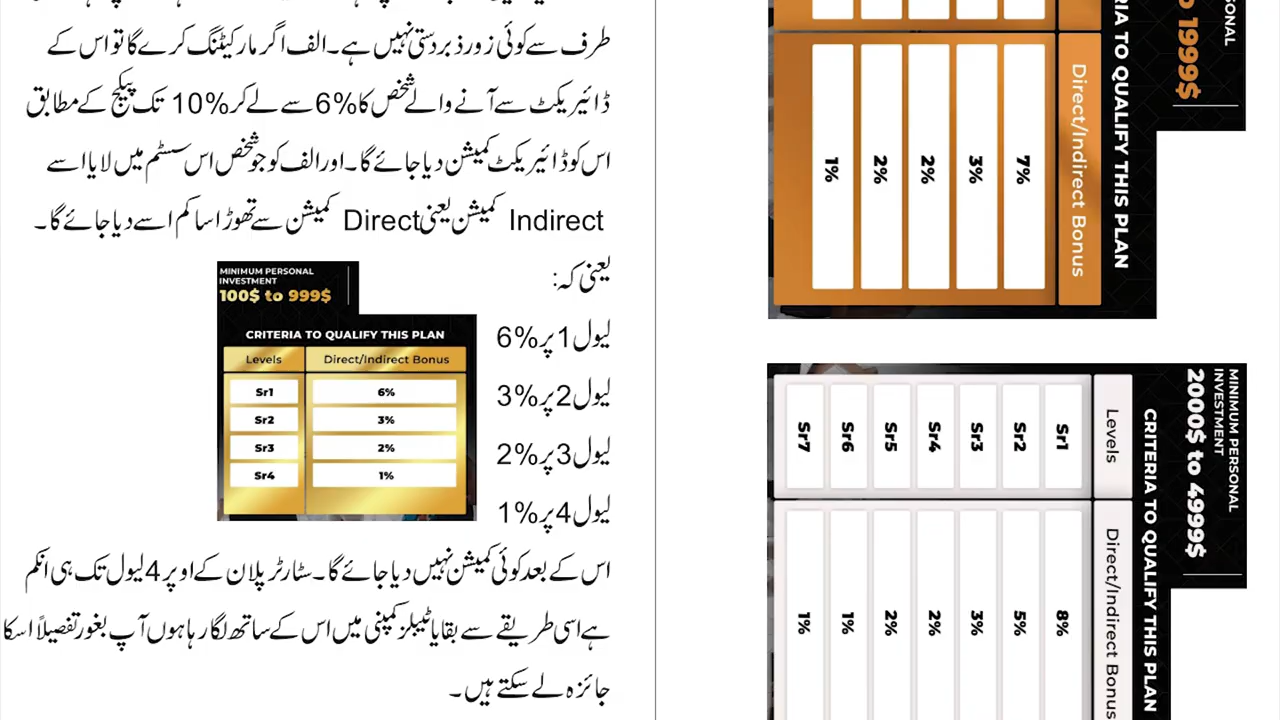 طرف سے کوئی زور زبردستی نہیں ہے۔ الف اگر مارکیٹنگ کرے گا تو اس کے
ڈائیریکٹ سے آنے والے شخص کا %6 سے لے کر %10 تک پیکج کے مطابق
اس کو ڈائیریکٹ کمیشن دیا جائے گا۔ اور الف کو جو شخص اس سسٹم میں لایا اسے
Indirect کمیشن یعنی Direct کمیشن سے تھوڑا سا کم اسے دیا جائے گا۔
یعنی کہ:
لیول 1 پر %6
لیول 2 پر %3
لیول 3 پر %2
لیول 4 پر %1
MINIMUM PERSONAL
INVESTMENT
100$ to 999$
CRITERIA TO QUALIFY THIS PLAN
Levels Direct/Indirect Bonus
Sr1 6%
Sr2 3%
Sr3 2%
Sr4 1%
اس کے بعد کوئی کمیشن نہیں دیا جائے گا۔ سٹارٹر پلان کے اوپر 4 لیول تک ہی انکم
ہے اسی طریقے سے بقایا ٹیبلز کمپنی میں اس کے ساتھ لگا رہا ہوں آپ بغور تفصیلاً اسکا
جائزہ لے سکتے ہیں۔
1999$
TO QUALIFY THIS PLAN
Direct/Indirect Bonus
7%
3%
2%
2%
1%
MINIMUM PERSONAL
INVESTMENT
2000$ to 4999$
CRITERIA TO QUALIFY THIS PLAN
Levels Direct/Indirect Bonus
Sr1 8%
Sr2 5%
Sr3 3%
Sr4 2%
Sr5 2%
Sr6 1%
Sr7 1%